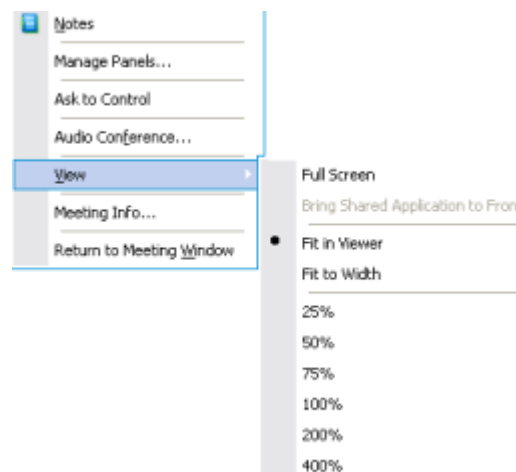 Notes
Manage Panels...
Ask to Control
Audio Conference...
View
Meeting Info...
Return to Meeting Window
Full Screen
Bring Shared Application to Fron
Fit in Viewer
Fit to Width
25%
50%
75%
100%
200%
400%